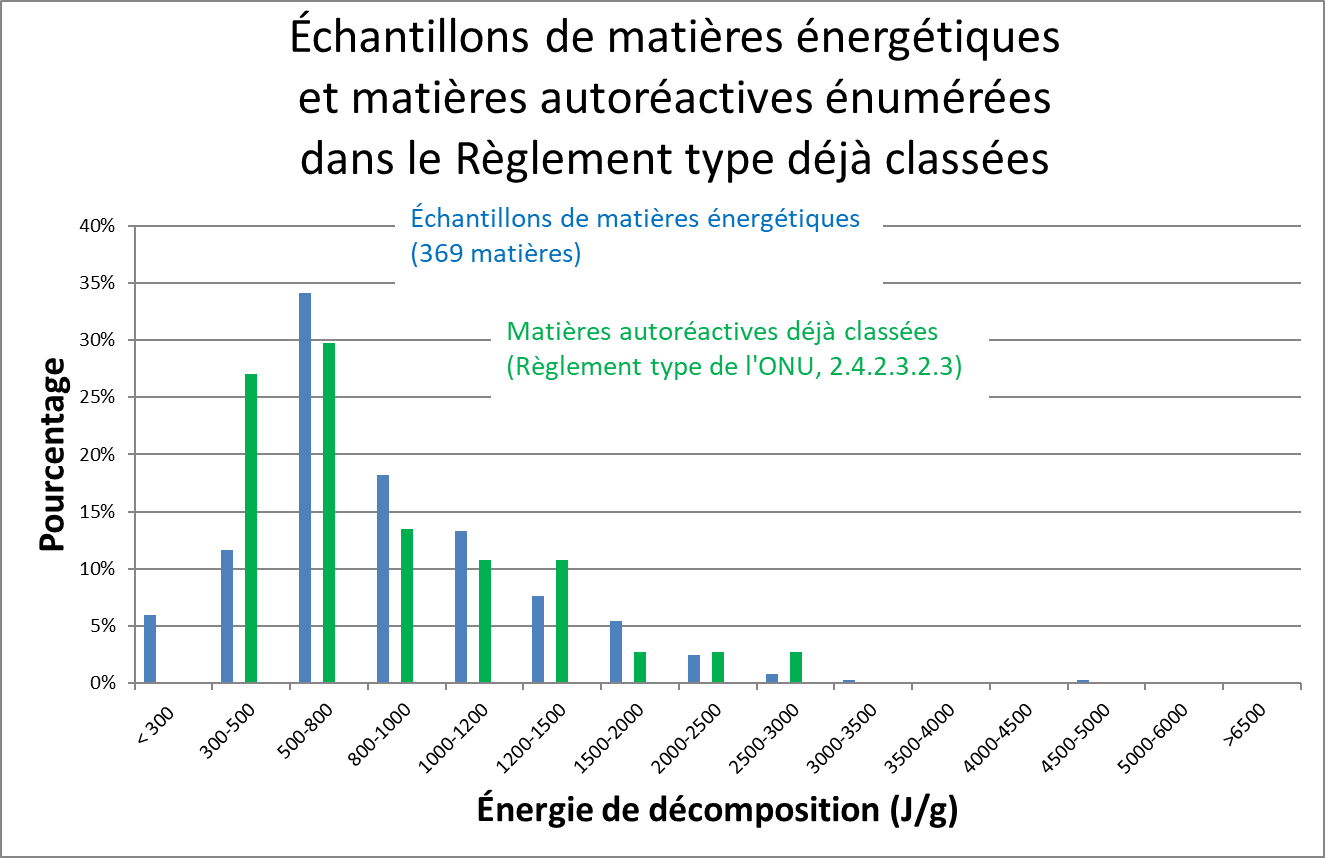 Échantillons de matières énergétiques
et matières autoréactives énumérées
dans le Règlement type déjà classées
Échantillons de matières énergétiques
(369 matières)
Matières autoréactives déjà classées
(Règlement type de l'ONU, 2.4.2.3.2.3)
Pourcentage
40%
35%
30%
25%
20%
15%
10%
5%
0%
< 300
300-500
500-800
800-1000
1000-1200
1200-1500
1500-2000
2000-2500
2500-3000
3000-3500
3500-4000
4000-4500
4500-5000
5000-6000
>6500
Énergie de décomposition (J/g)